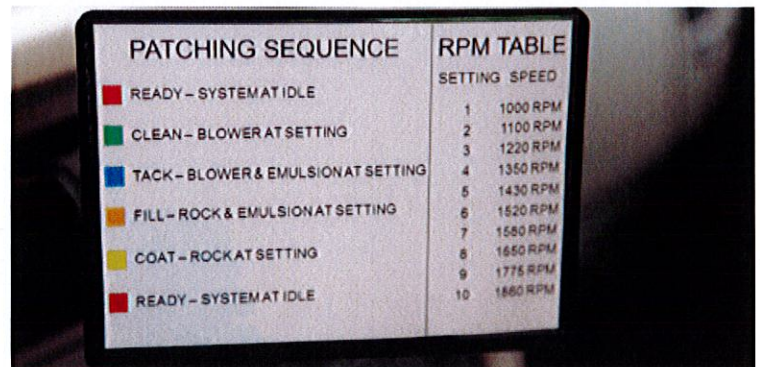 PATCHING SEQUENCE
READY – SYSTEM AT IDLE
CLEAN – BLOWER AT SETTING
TACK – BLOWER & EMULSION AT SETTING
FILL – ROCK & EMULSION AT SETTING
COAT – ROCK AT SETTING
READY – SYSTEM AT IDLE
RPM TABLE
SETTING SPEED
1 1000 RPM
2 1100 RPM
3 1220 RPM
4 1350 RPM
5 1430 RPM
6 1520 RPM
7 1580 RPM
8 1650 RPM
9 1775 RPM
10 RPM